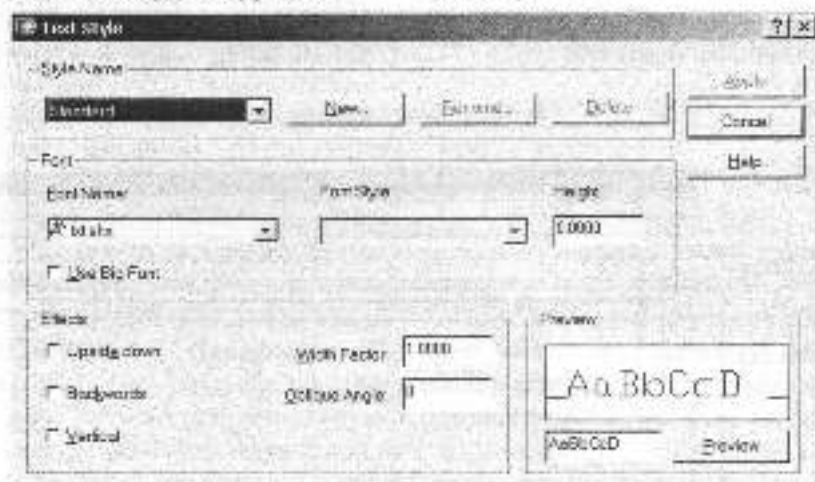 Text Style
Style Name
Standard
New...
Rename...
Delete
Apply
Cancel
Help
Font
Font Name:
Font Style:
Height:
txt.shx
0.0000
Use Big Font
Effects
Upside down
Width Factor:
1.0000
Backwards
Oblique Angle:
0
Vertical
Preview
AaBbCcD
AaBbCcD
Preview